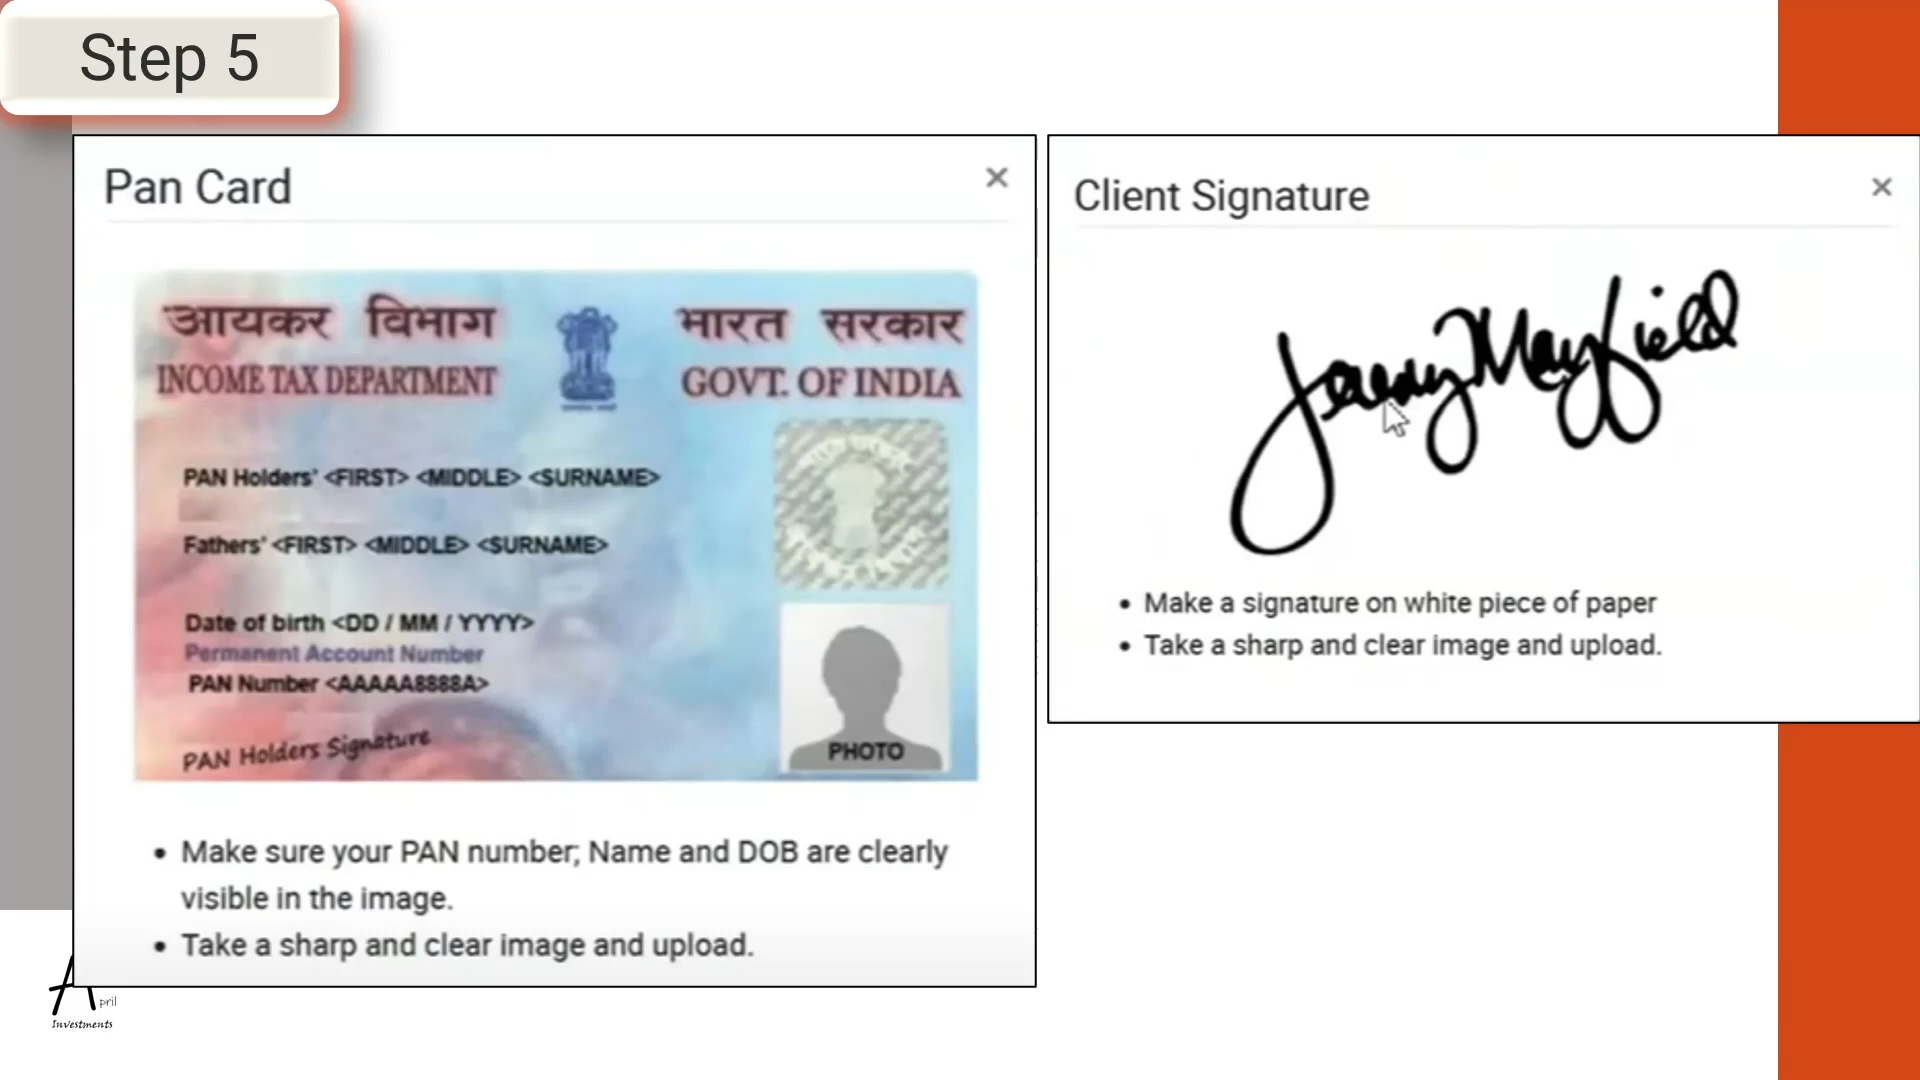 Step 5
Pan Card
आयकर विभाग
भारत सरकार
INCOME TAX DEPARTMENT
GOVT. OF INDIA
PAN Holders' <FIRST> <MIDDLE> <SURNAME>
Fathers' <FIRST> <MIDDLE> <SURNAME>
Date of birth <DD / MM / YYYY>
Permanent Account Number
PAN Number <AAAAA8888A>
PAN Holders Signature
PHOTO
• Make sure your PAN number; Name and DOB are clearly
visible in the image.
• Take a sharp and clear image and upload.
Client Signature
Jeremy Mayfield
• Make a signature on white piece of paper
• Take a sharp and clear image and upload.
April
Investments